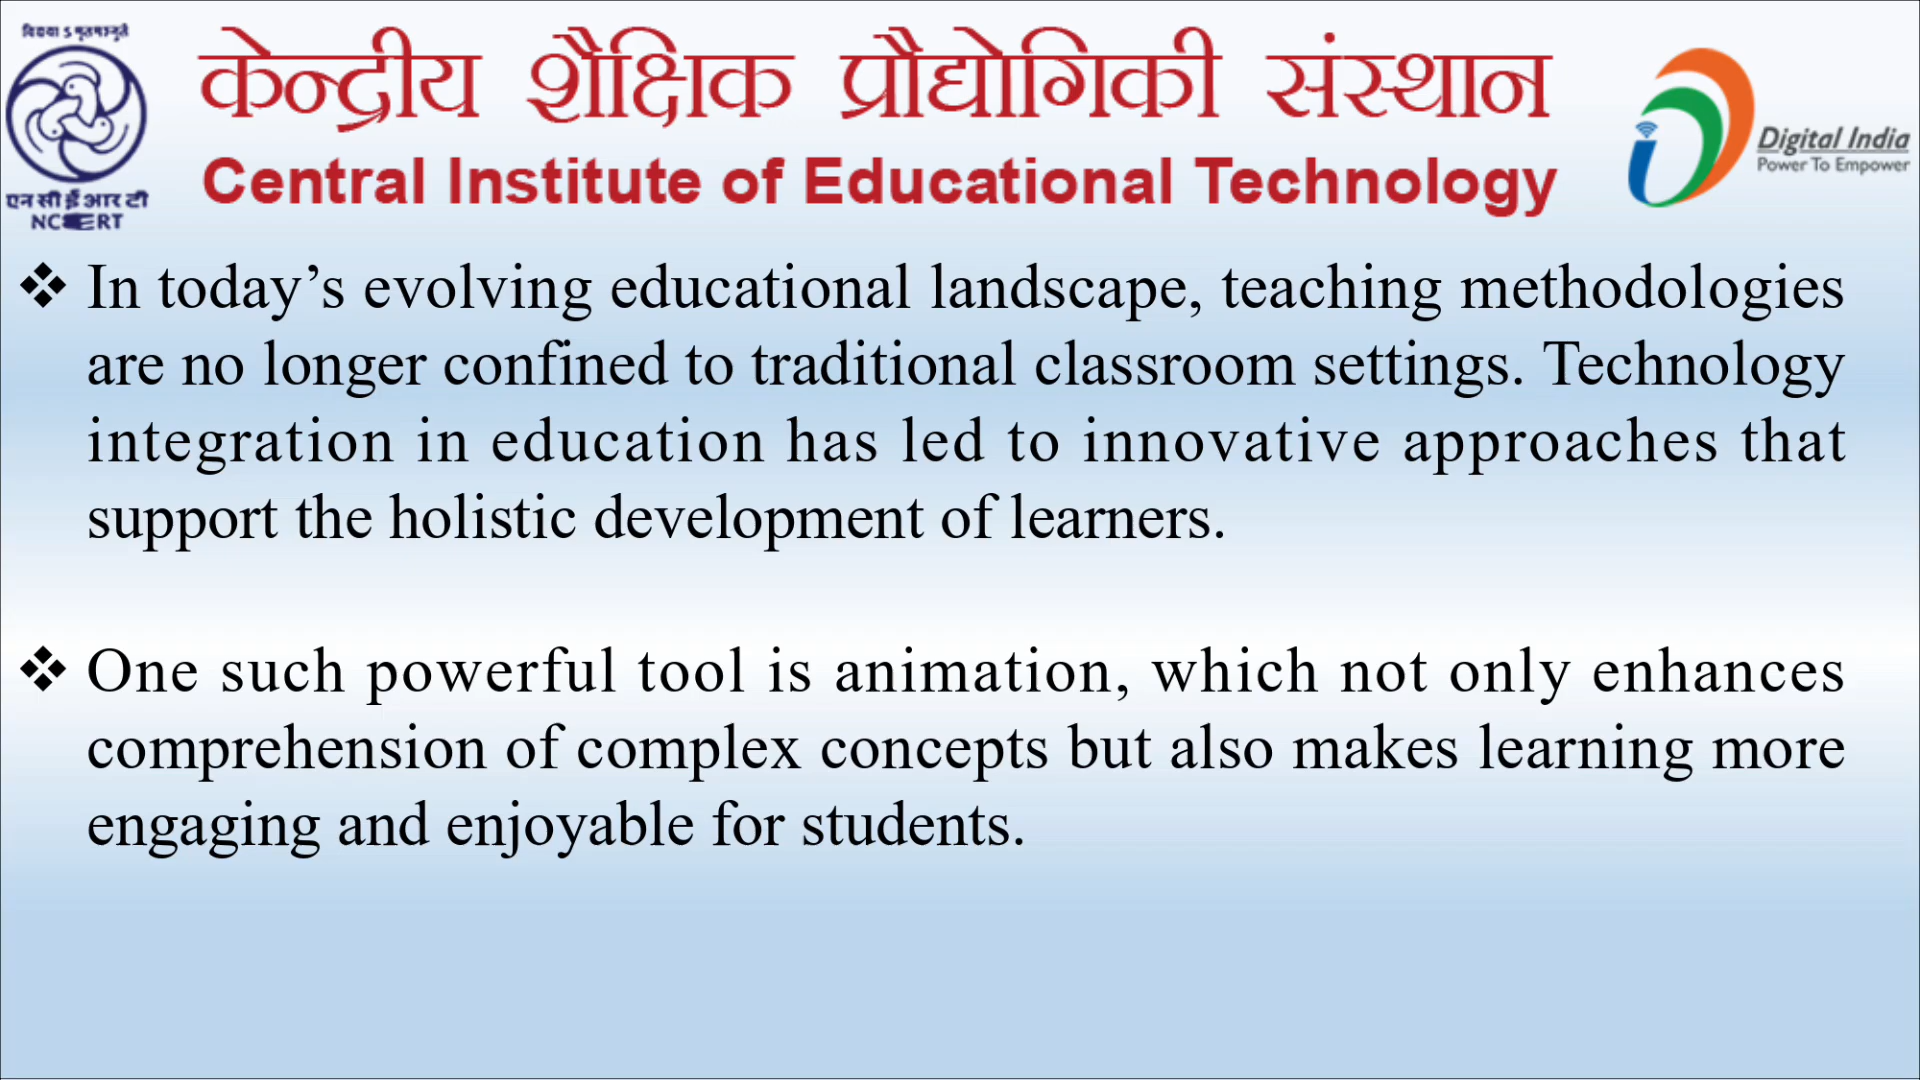 केन्द्रीय शैक्षिक प्रौद्योगिकी संस्थान
Central Institute of Educational Technology
एन सी ई आर टी
NCERT
Digital India
Power To Empower
❖ In today’s evolving educational landscape, teaching methodologies
are no longer confined to traditional classroom settings. Technology
integration in education has led to innovative approaches that
support the holistic development of learners.
❖ One such powerful tool is animation, which not only enhances
comprehension of complex concepts but also makes learning more
engaging and enjoyable for students.